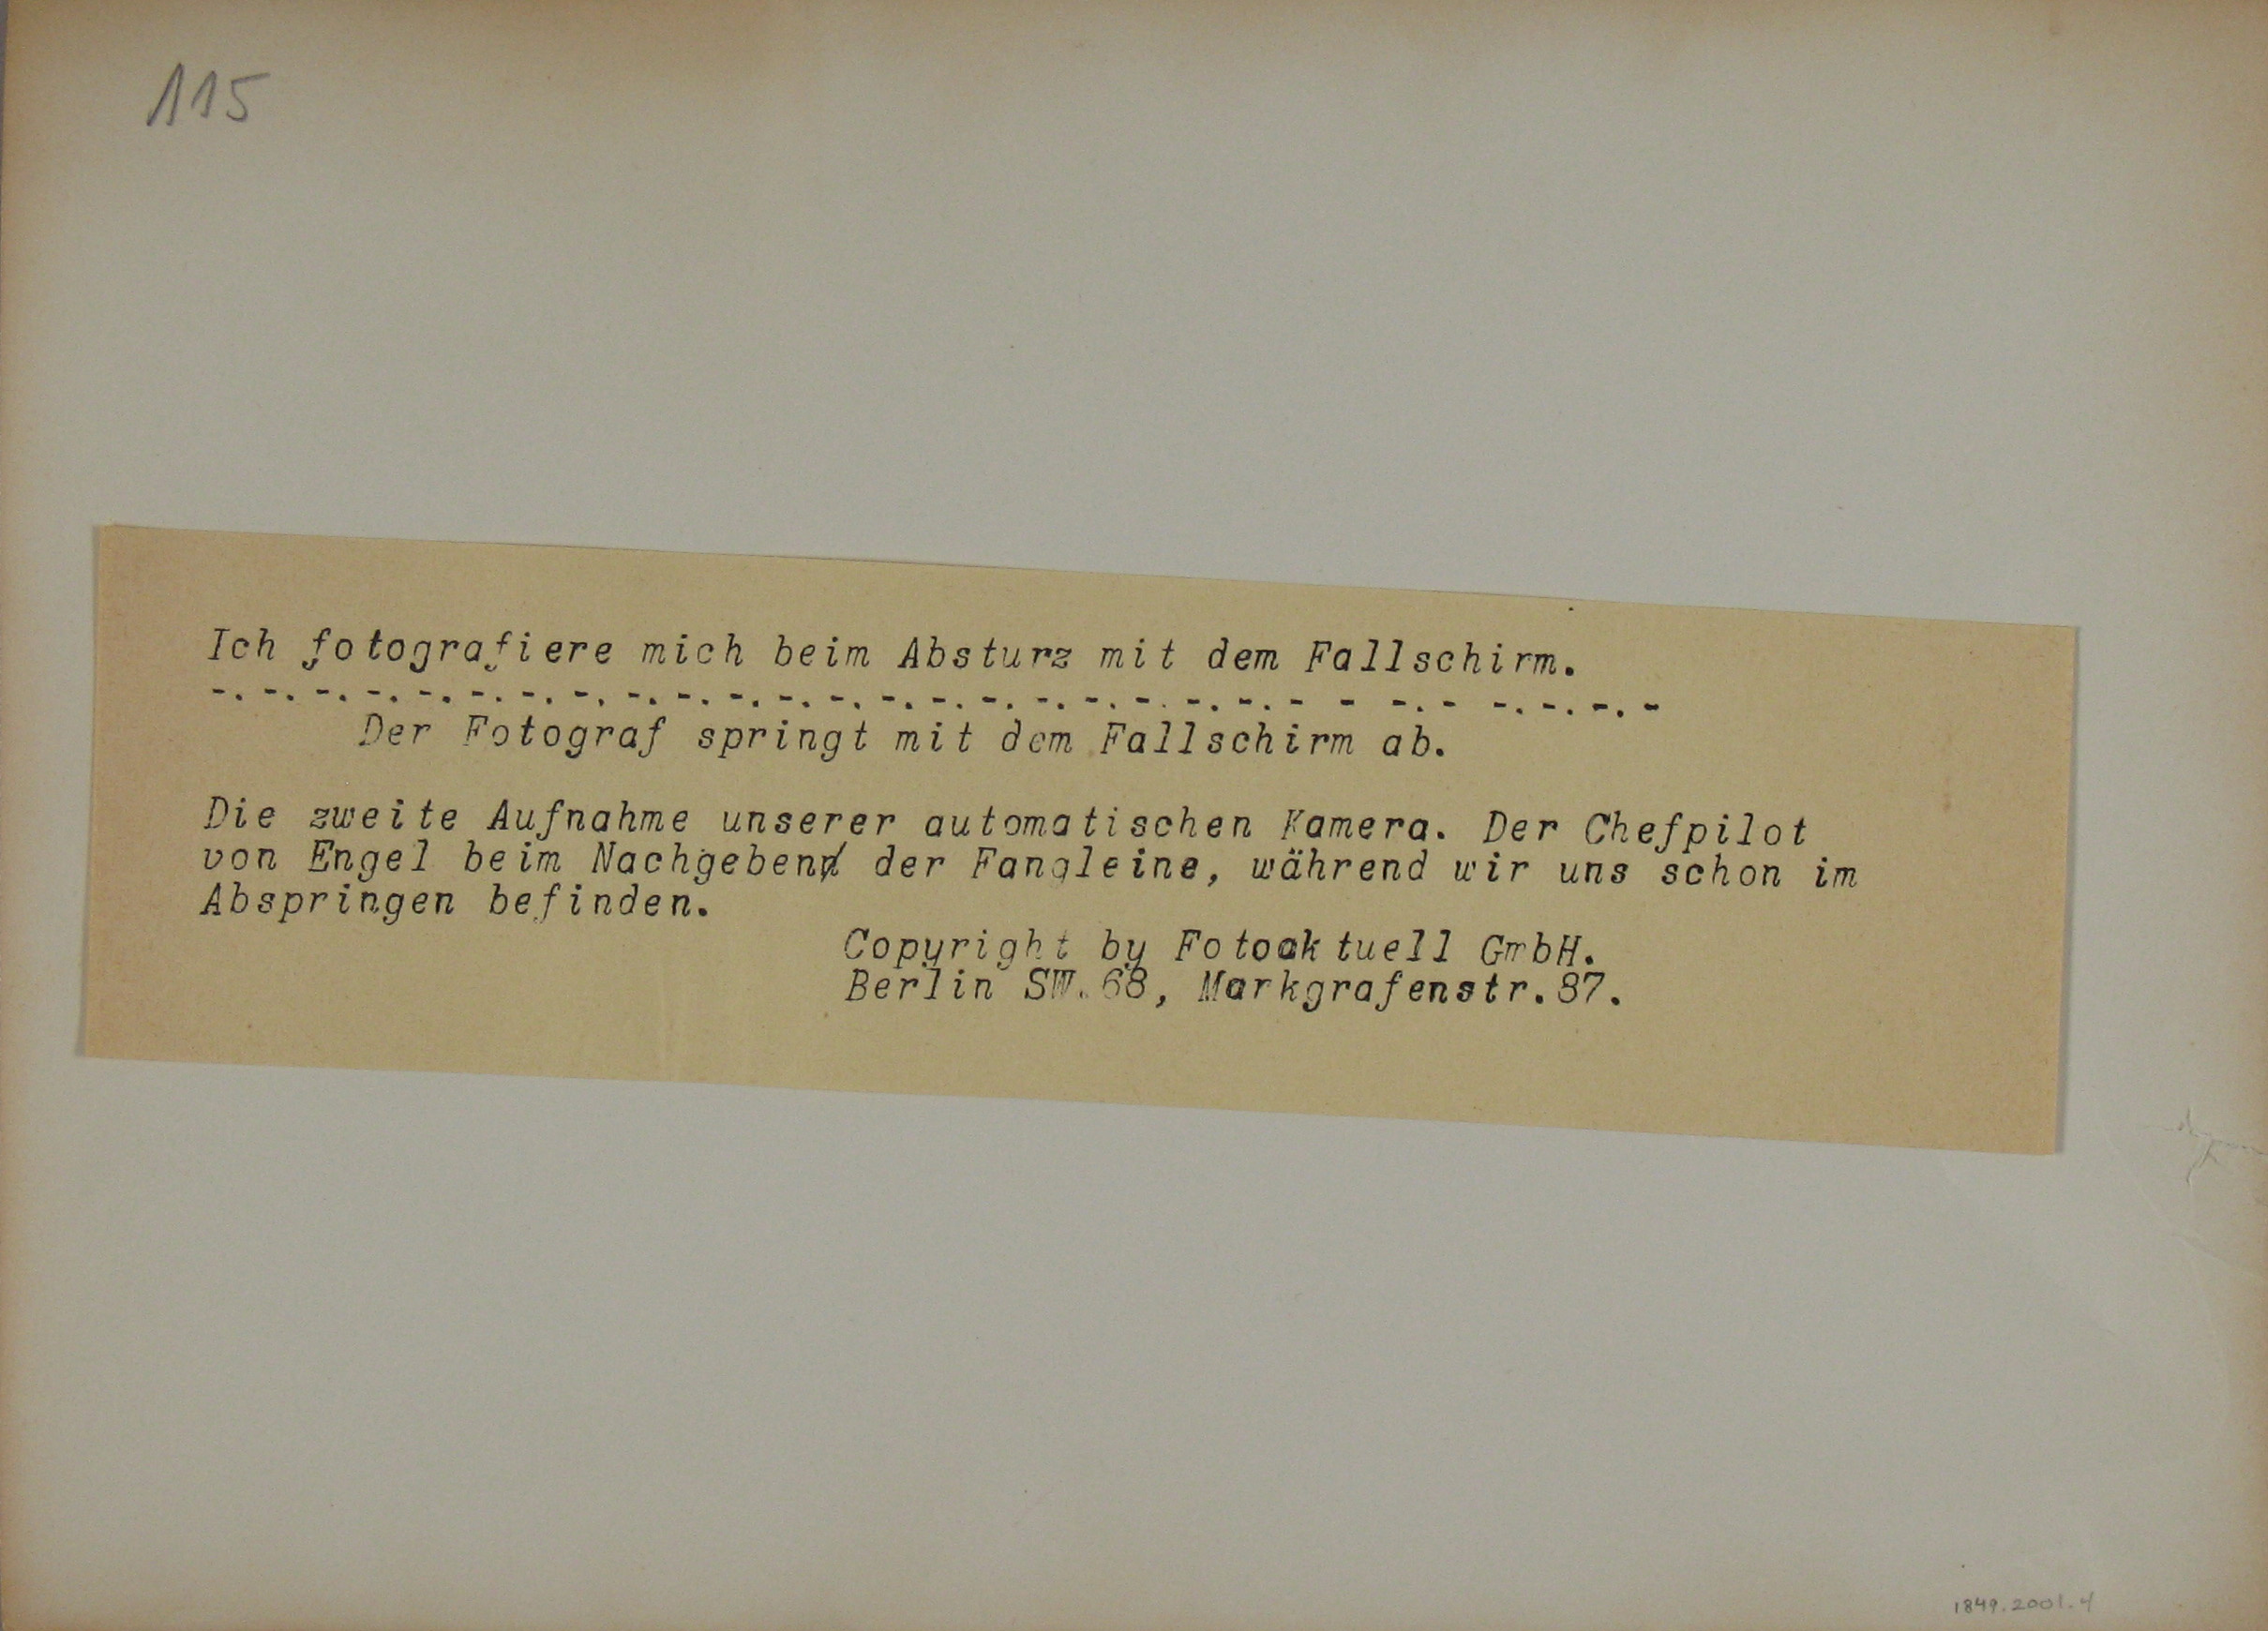 115
Ich fotografiere mich beim Absturz mit dem Fallschirm.
-.-.-.-.-.-.-.-.-.-.-.-.-.-.-.-.-.-.-.-.-.- - -.- -.-.-.-
Der Fotograf springt mit dem Fallschirm ab.
Die zweite Aufnahme unserer automatischen Kamera. Der Chefpilot
von Engel beim Nachgeben der Fangleine, während wir uns schon im
Abspringen befinden.
Copyright by Fotoaktuell GmbH.
Berlin SW.68, Markgrafenstr.87.
1849.2001.4